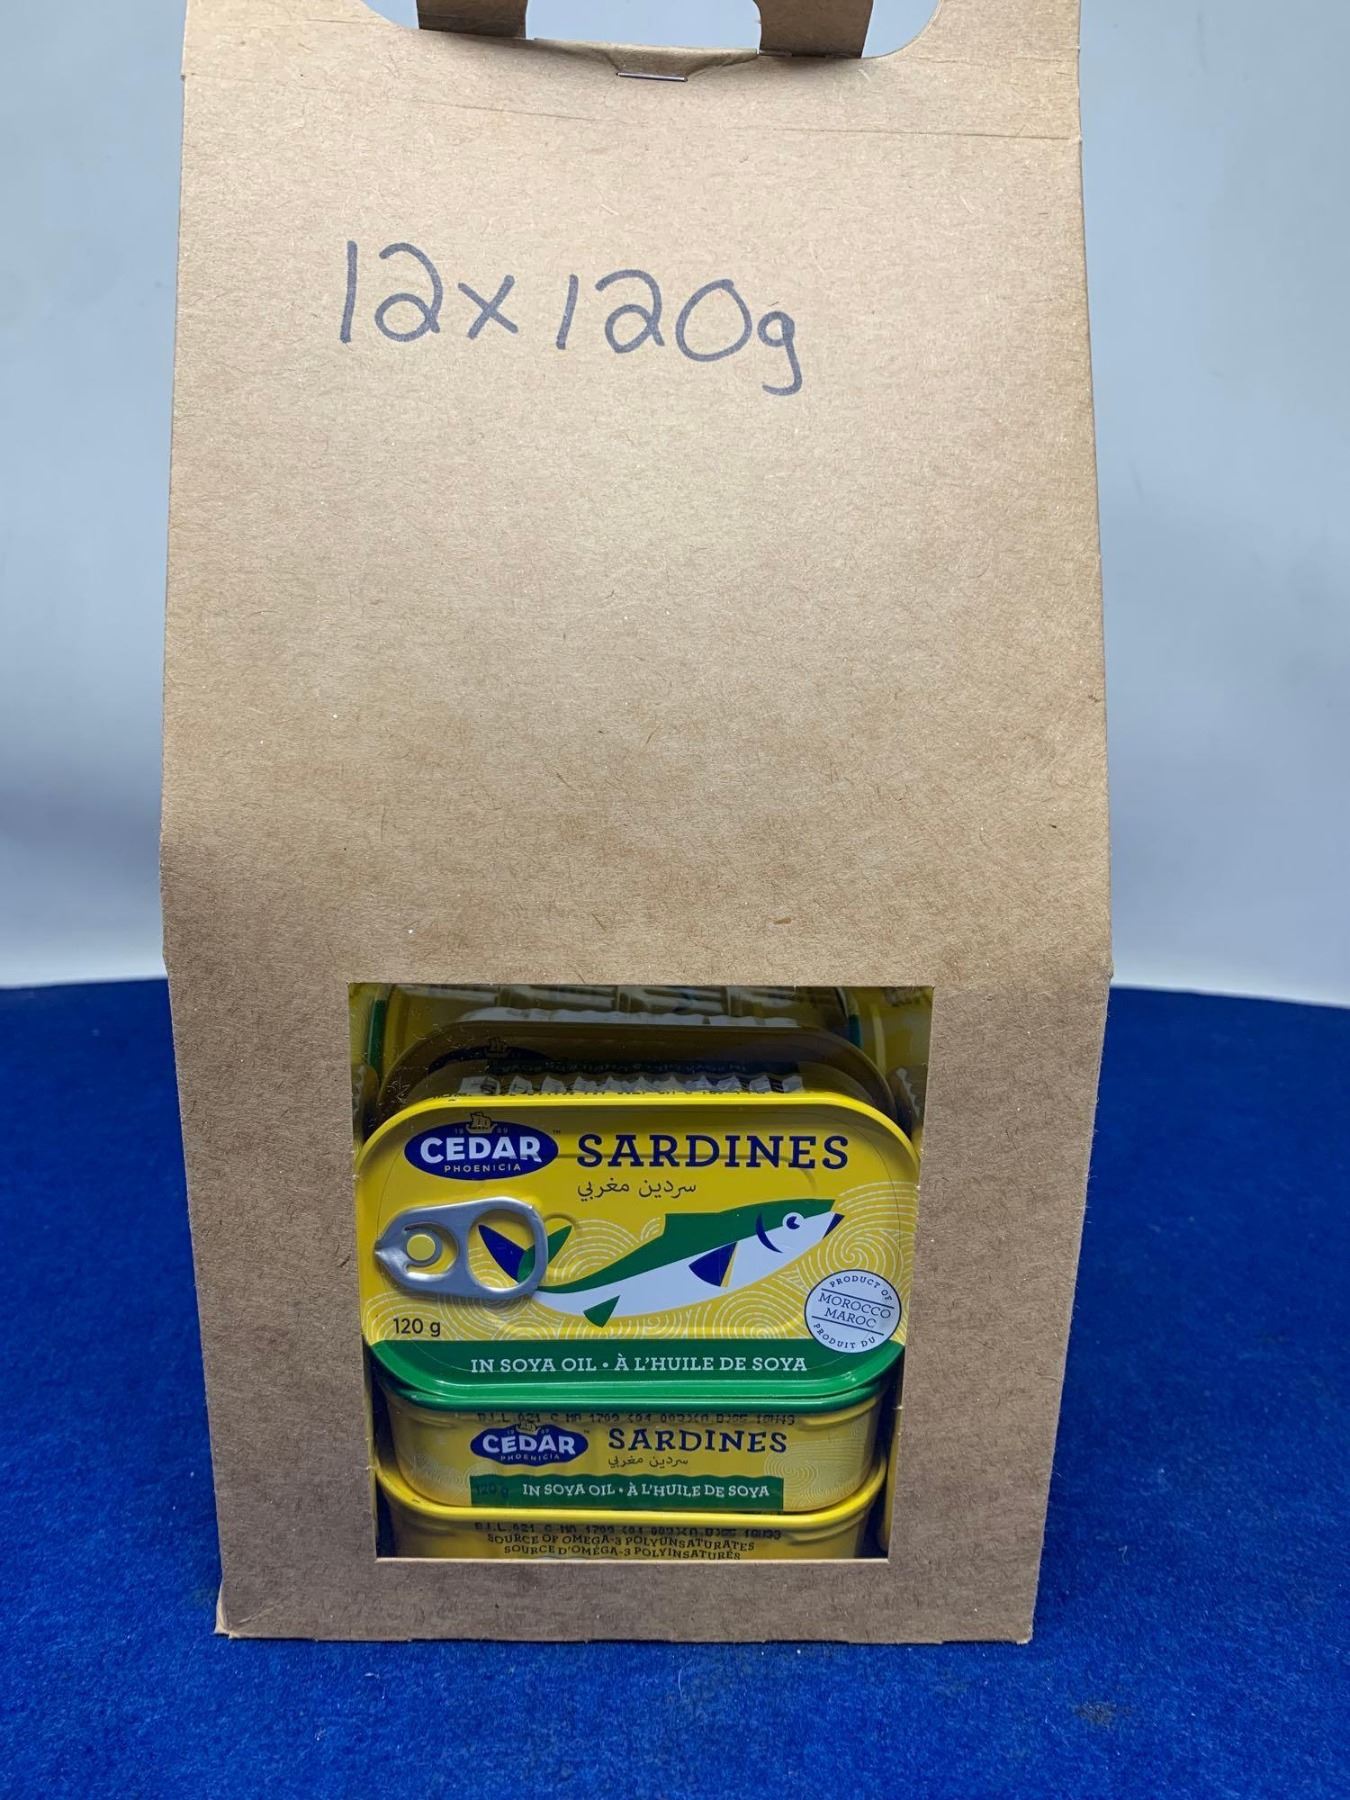 12x120g
CEDAR
PHOENICIA
SARDINES
سردين مغربي
PRODUCT OF
MOROCCO
MAROC
PRODUIT DU
120 g
IN SOYA OIL • À L'HUILE DE SOYA
CEDAR
PHOENICIA
SARDINES
سردين مغربي
120 g
IN SOYA OIL • À L'HUILE DE SOYA
SOURCE OF OMEGA-3 POLYUNSATURATES
SOURCE D'OMÉGA-3 POLYINSATURÉS